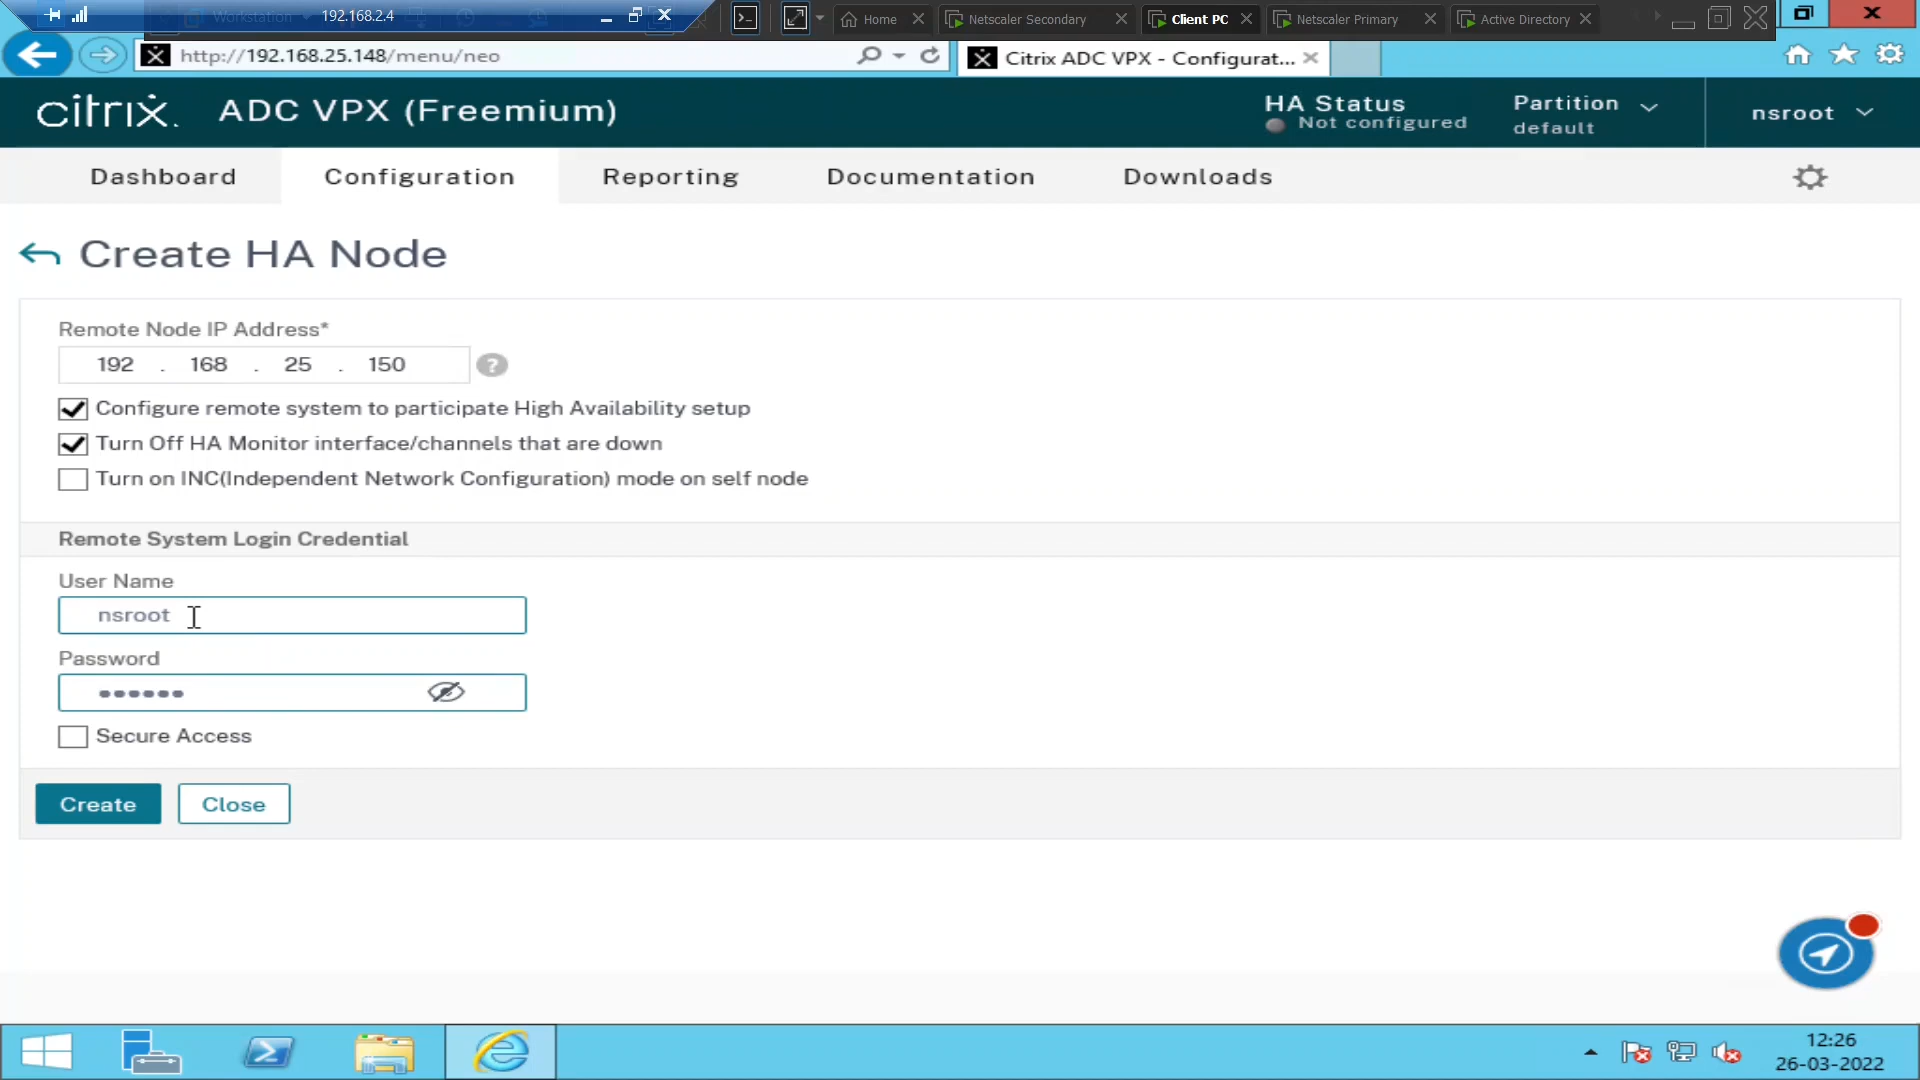 Workstation
192.168.2.4
Home
Netscaler Secondary
Client PC
Netscaler Primary
Active Directory
http://192.168.25.148/menu/neo
Citrix ADC VPX - Configurat...
citrix. ADC VPX (Freemium)
HA Status
Not configured
Partition
default
nsroot
Dashboard
Configuration
Reporting
Documentation
Downloads
Create HA Node
Remote Node IP Address*
192 . 168 . 25 . 150
?
Configure remote system to participate High Availability setup
Turn Off HA Monitor interface/channels that are down
Turn on INC(Independent Network Configuration) mode on self node
Remote System Login Credential
User Name
nsroot
Password
••••••
Secure Access
Create
Close
12:26
26-03-2022